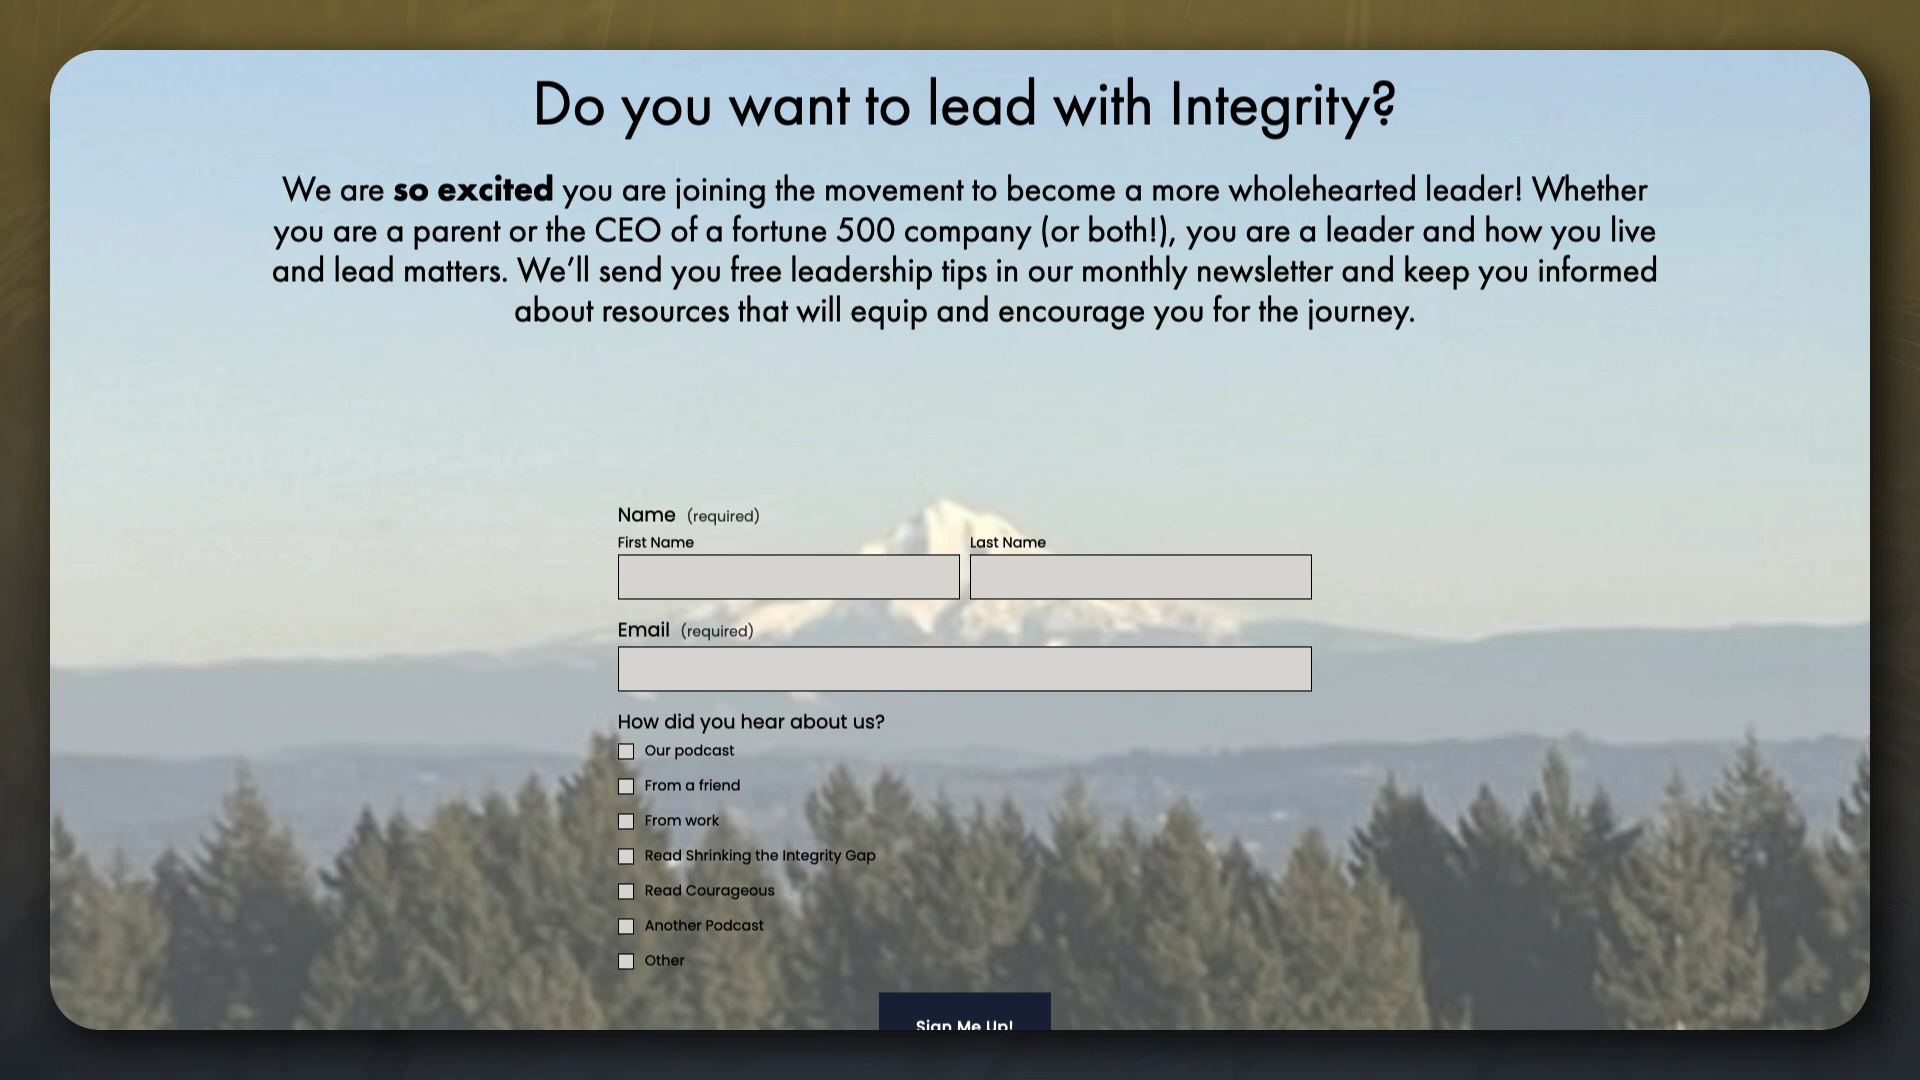 Do you want to lead with Integrity?
We are so excited you are joining the movement to become a more wholehearted leader! Whether
you are a parent or the CEO of a fortune 500 company (or both!), you are a leader and how you live
and lead matters. We’ll send you free leadership tips in our monthly newsletter and keep you informed
about resources that will equip and encourage you for the journey.
Name (required)
First Name Last Name
Email (required)
How did you hear about us?
Our podcast
From a friend
From work
Read Shrinking the Integrity Gap
Read Courageous
Another Podcast
Other
Sign Me Up!